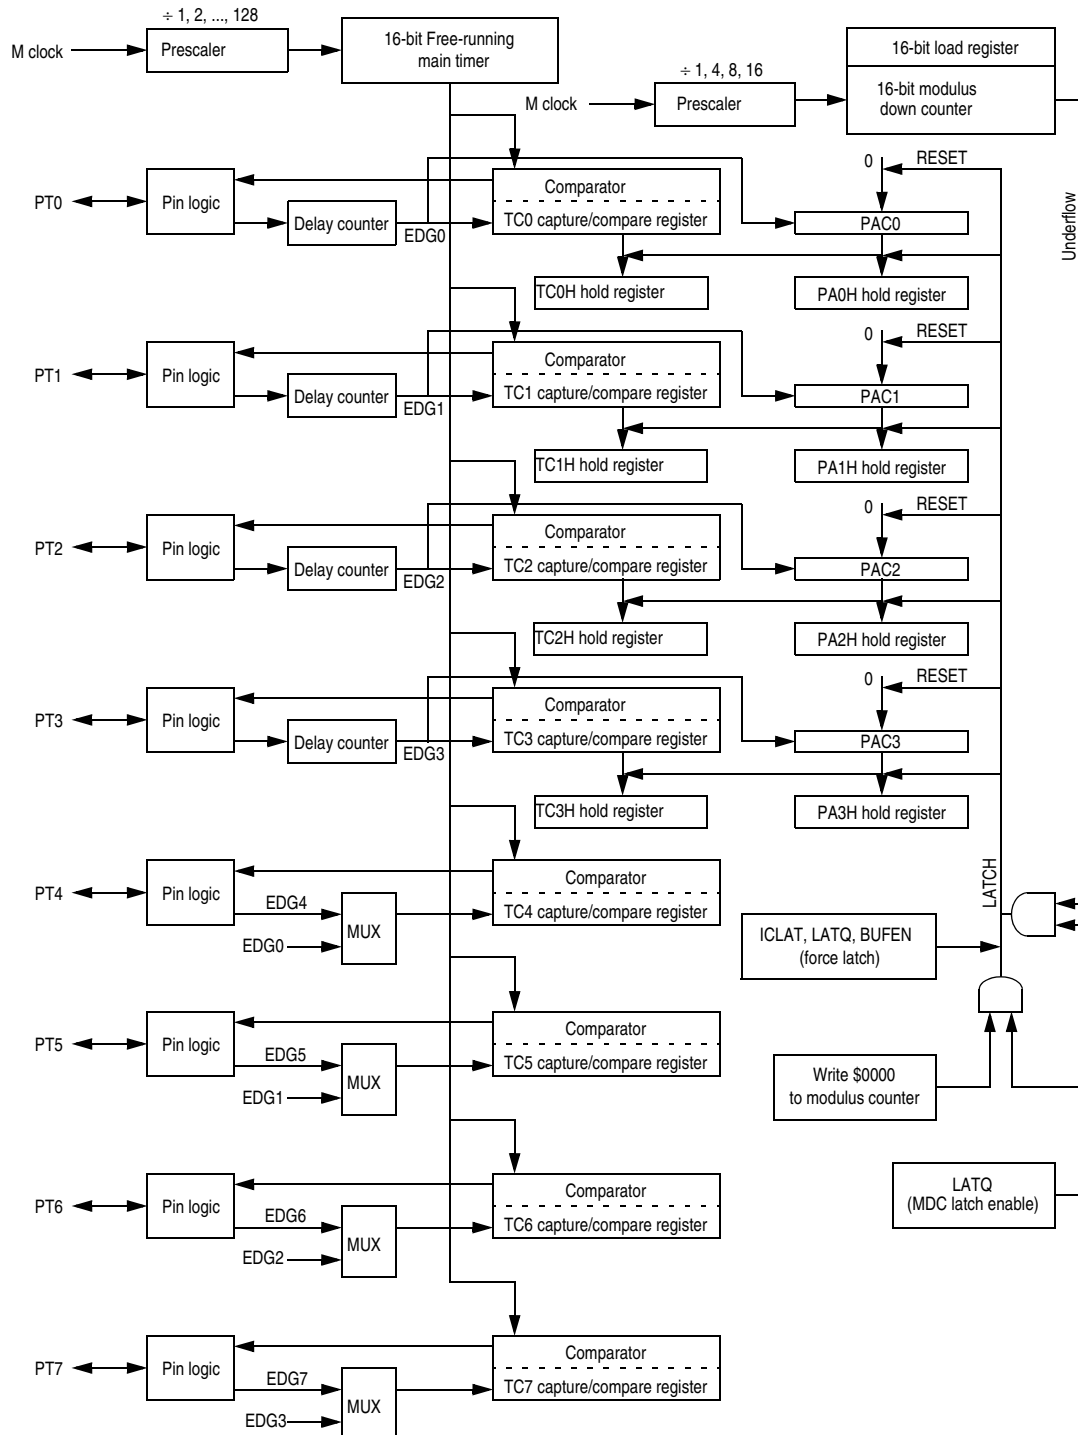 ÷ 1, 2, ..., 128
M clock
Prescaler
16-bit Free-running
main timer
16-bit load register
÷ 1, 4, 8, 16
M clock
Prescaler
16-bit modulus
down counter
Underflow
0
RESET
PT0
Pin logic
Delay counter
EDG0
Comparator
TC0 capture/compare register
PAC0
TC0H hold register
PA0H hold register
0
RESET
PT1
Pin logic
Delay counter
EDG1
Comparator
TC1 capture/compare register
PAC1
TC1H hold register
PA1H hold register
0
RESET
PT2
Pin logic
Delay counter
EDG2
Comparator
TC2 capture/compare register
PAC2
TC2H hold register
PA2H hold register
0
RESET
PT3
Pin logic
Delay counter
EDG3
Comparator
TC3 capture/compare register
PAC3
TC3H hold register
PA3H hold register
PT4
Pin logic
EDG4
EDG0
MUX
Comparator
TC4 capture/compare register
LATCH
ICLAT, LATQ, BUFEN
(force latch)
PT5
Pin logic
EDG5
EDG1
MUX
Comparator
TC5 capture/compare register
Write $0000
to modulus counter
PT6
Pin logic
EDG6
EDG2
MUX
Comparator
TC6 capture/compare register
LATQ
(MDC latch enable)
PT7
Pin logic
EDG7
EDG3
MUX
Comparator
TC7 capture/compare register